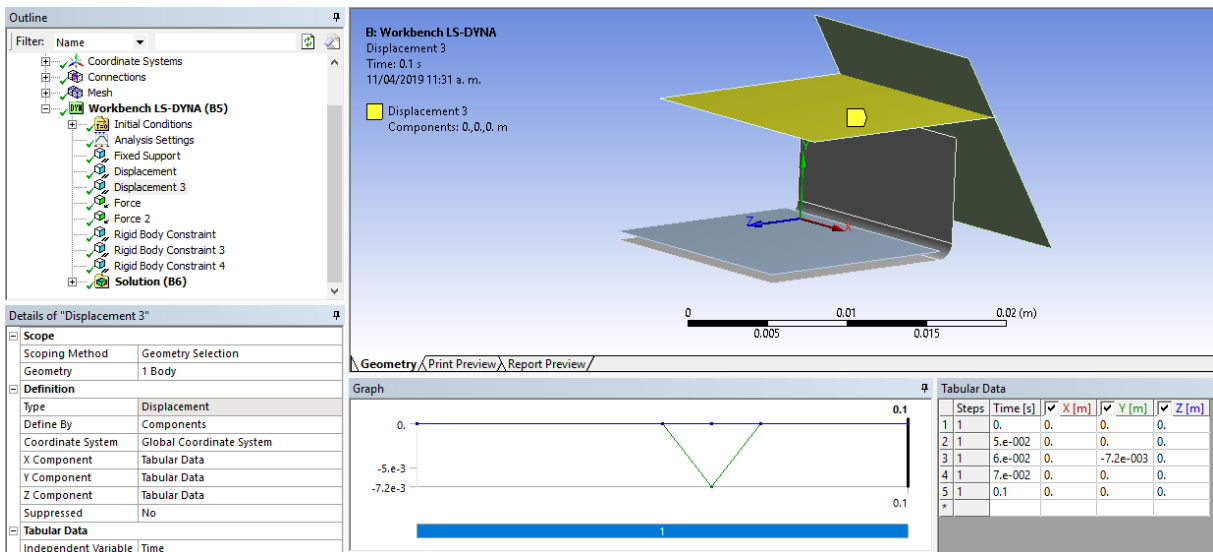 Outline
Filter: Name
Coordinate Systems
Connections
Mesh
Workbench LS-DYNA (B5)
Initial Conditions
Analysis Settings
Fixed Support
Displacement
Displacement 3
Force
Force 2
Rigid Body Constraint
Rigid Body Constraint 3
Rigid Body Constraint 4
Solution (B6)
Details of "Displacement 3"
Scope
Scoping Method Geometry Selection
Geometry 1 Body
Definition
Type Displacement
Define By Components
Coordinate System Global Coordinate System
X Component Tabular Data
Y Component Tabular Data
Z Component Tabular Data
Suppressed No
Tabular Data
Independent Variable Time
B: Workbench LS-DYNA
Displacement 3
Time: 0.1 s
11/04/2019 11:31 a. m.
Displacement 3
Components: 0.,0.,0. m
Y
Z
X
0 0.01 0.02 (m)
0.005 0.015
Geometry Print Preview Report Preview
Graph
0.1
0.
-5.e-3
-7.2e-3
0.1
1
Tabular Data
Steps Time [s] X [m] Y [m] Z [m]
1 1 0. 0. 0. 0.
2 1 5.e-002 0. 0. 0.
3 1 6.e-002 0. -7.2e-003 0.
4 1 7.e-002 0. 0. 0.
5 1 0.1 0. 0. 0.
*